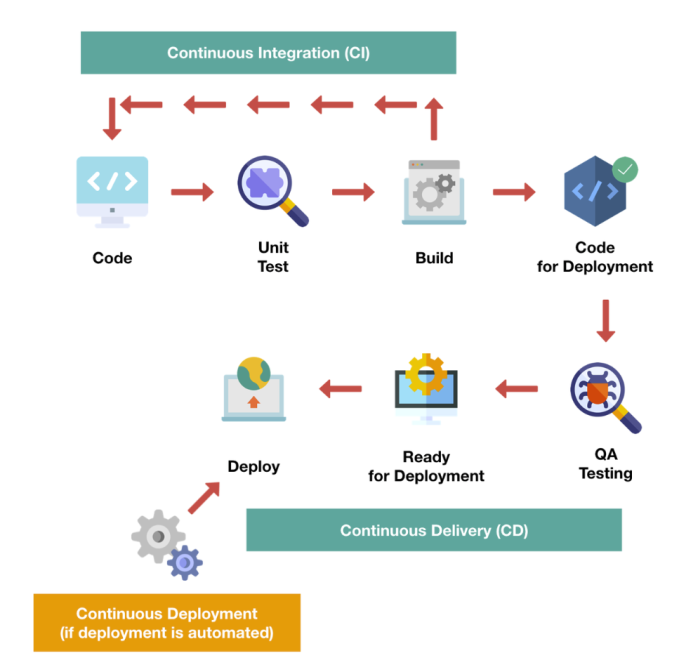 Continuous Integration (CI)
Code
Unit
Test
Build
Code
for Deployment
Deploy
Ready
for Deployment
QA
Testing
Continuous Delivery (CD)
Continuous Deployment
(if deployment is automated)